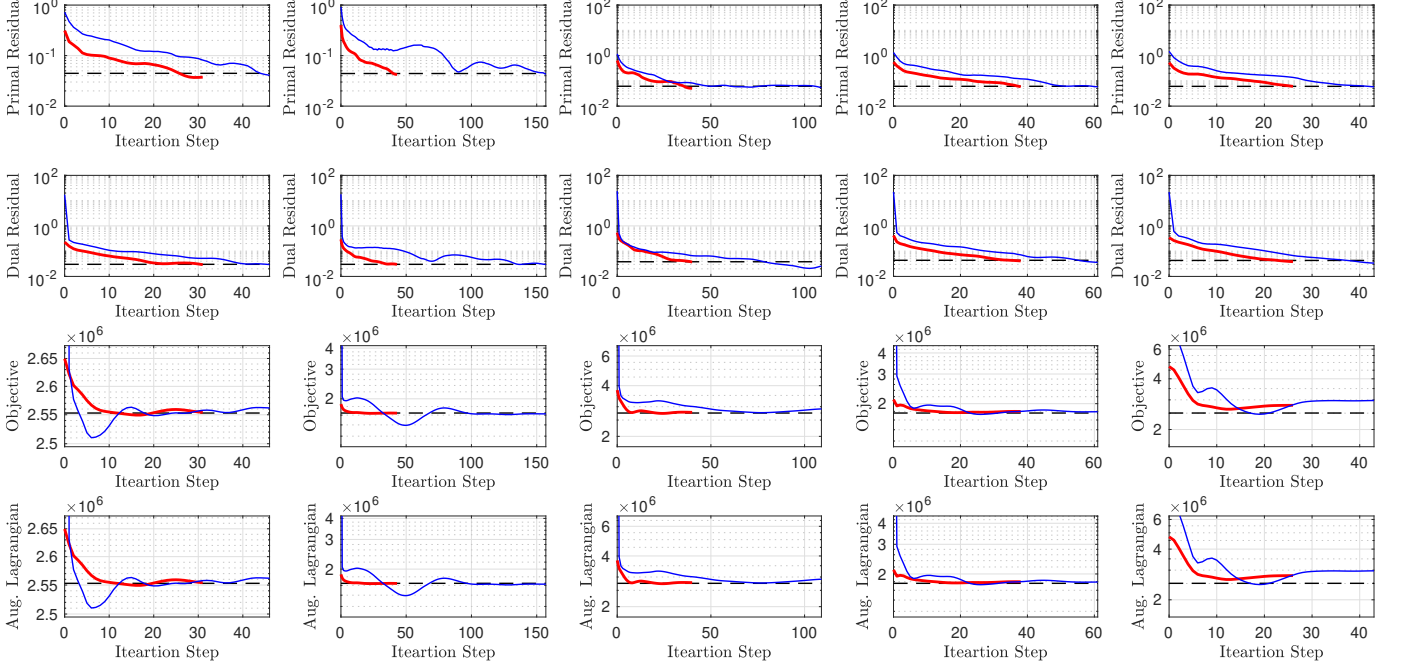 Primal Residual 10^0 10^-1 10^-2 0 10 20 30 40 Iteartion Step
Primal Residual 10^0 10^-1 10^-2 0 50 100 150 Iteartion Step
Primal Residual 10^2 10^0 10^-2 0 50 100 Iteartion Step
Primal Residual 10^2 10^0 10^-2 0 20 40 60 Iteartion Step
Primal Residual 10^2 10^0 10^-2 0 10 20 30 40 Iteartion Step
Dual Residual 10^2 10^0 10^-2 0 10 20 30 40 Iteartion Step
Dual Residual 10^2 10^0 10^-2 0 50 100 150 Iteartion Step
Dual Residual 10^2 10^0 10^-2 0 50 100 Iteartion Step
Dual Residual 10^2 10^0 10^-2 0 20 40 60 Iteartion Step
Dual Residual 10^2 10^0 10^-2 0 10 20 30 40 Iteartion Step
Objective ×10^6 2.65 2.6 2.55 2.5 0 10 20 30 40 Iteartion Step
Objective ×10^6 4 3 2 0 50 100 150 Iteartion Step
Objective ×10^6 6 4 2 0 50 100 Iteartion Step
Objective ×10^6 4 3 2 0 20 40 60 Iteartion Step
Objective ×10^6 6 4 2 0 10 20 30 40 Iteartion Step
Aug. Lagrangian ×10^6 2.65 2.6 2.55 2.5 0 10 20 30 40 Iteartion Step
Aug. Lagrangian ×10^6 4 3 2 0 50 100 150 Iteartion Step
Aug. Lagrangian ×10^6 6 4 2 0 50 100 Iteartion Step
Aug. Lagrangian ×10^6 4 3 2 0 20 40 60 Iteartion Step
Aug. Lagrangian ×10^6 6 4 2 0 10 20 30 40 Iteartion Step